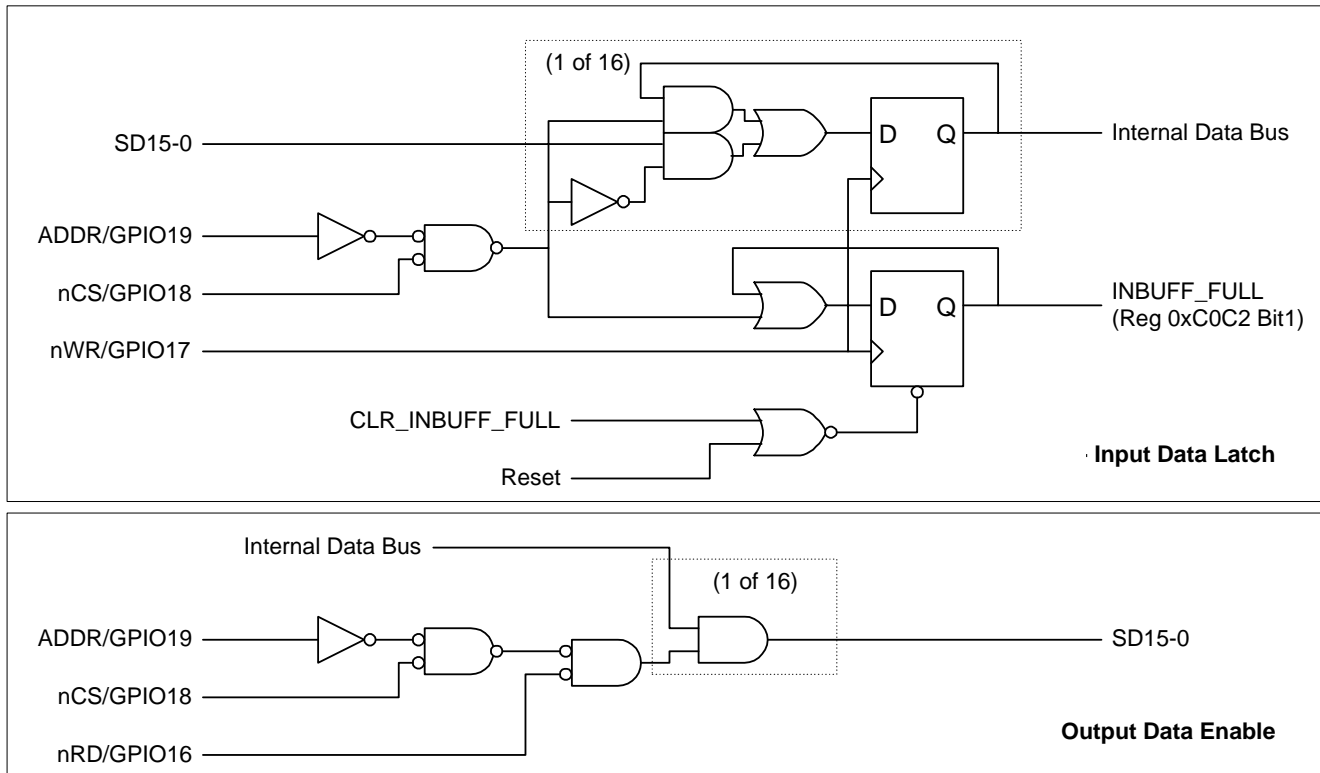 (1 of 16)
SD15-0
D Q
Internal Data Bus
ADDR/GPIO19
nCS/GPIO18
D Q
INBUFF_FULL
(Reg 0xC0C2 Bit1)
nWR/GPIO17
CLR_INBUFF_FULL
Reset
Input Data Latch
Internal Data Bus
(1 of 16)
ADDR/GPIO19
SD15-0
nCS/GPIO18
nRD/GPIO16
Output Data Enable